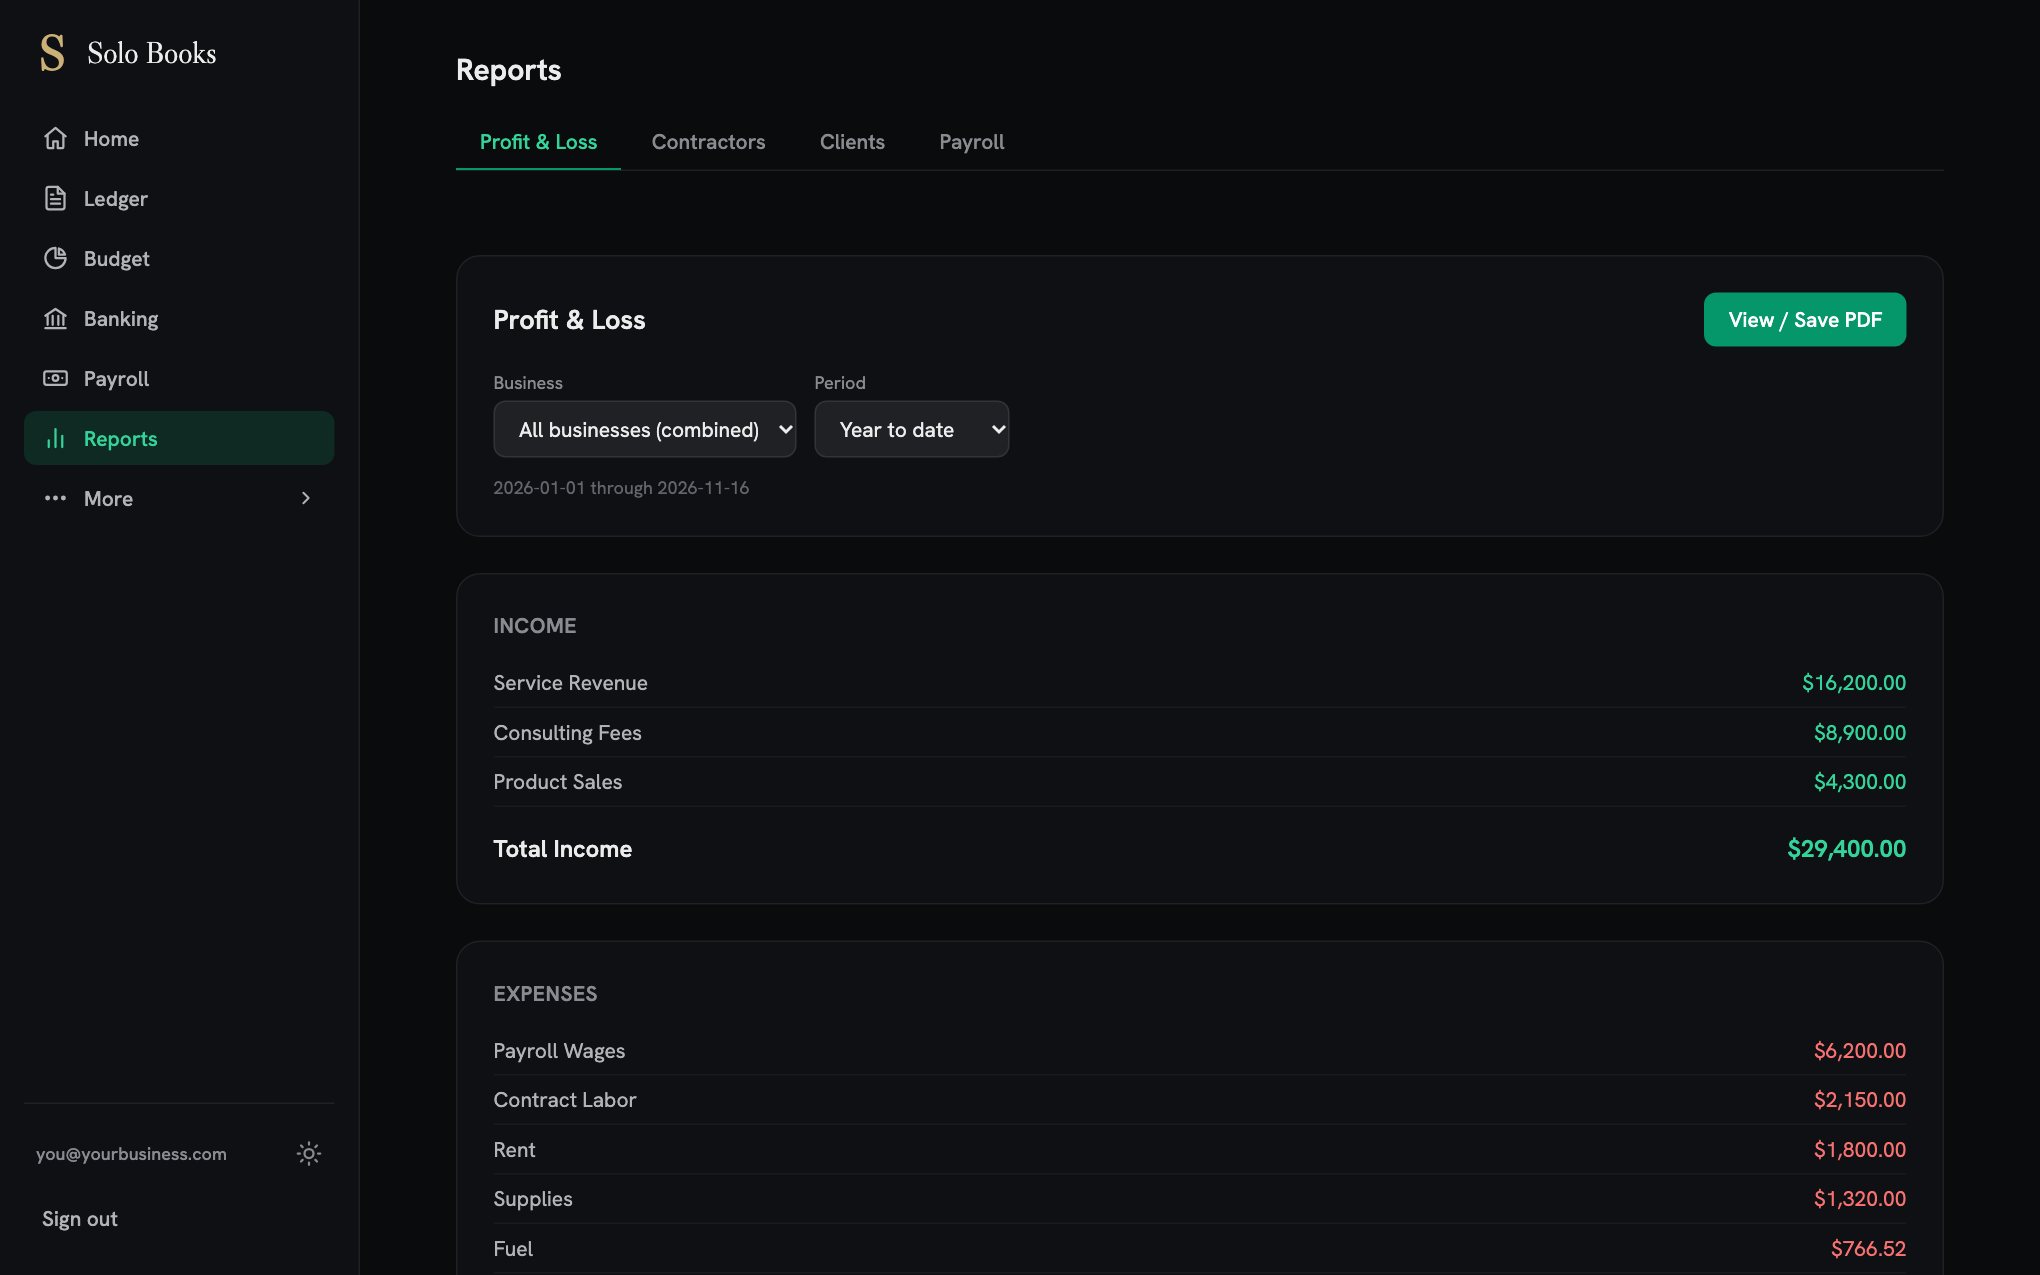 S Solo Books
Home
Ledger
Budget
Banking
Payroll
Reports
More
you@yourbusiness.com
Sign out
Reports
Profit & Loss Contractors Clients Payroll
Profit & Loss View / Save PDF
Business Period
All businesses (combined) Year to date
2026-01-01 through 2026-11-16
INCOME
Service Revenue $16,200.00
Consulting Fees $8,900.00
Product Sales $4,300.00
Total Income $29,400.00
EXPENSES
Payroll Wages $6,200.00
Contract Labor $2,150.00
Rent $1,800.00
Supplies $1,320.00
Fuel $766.52